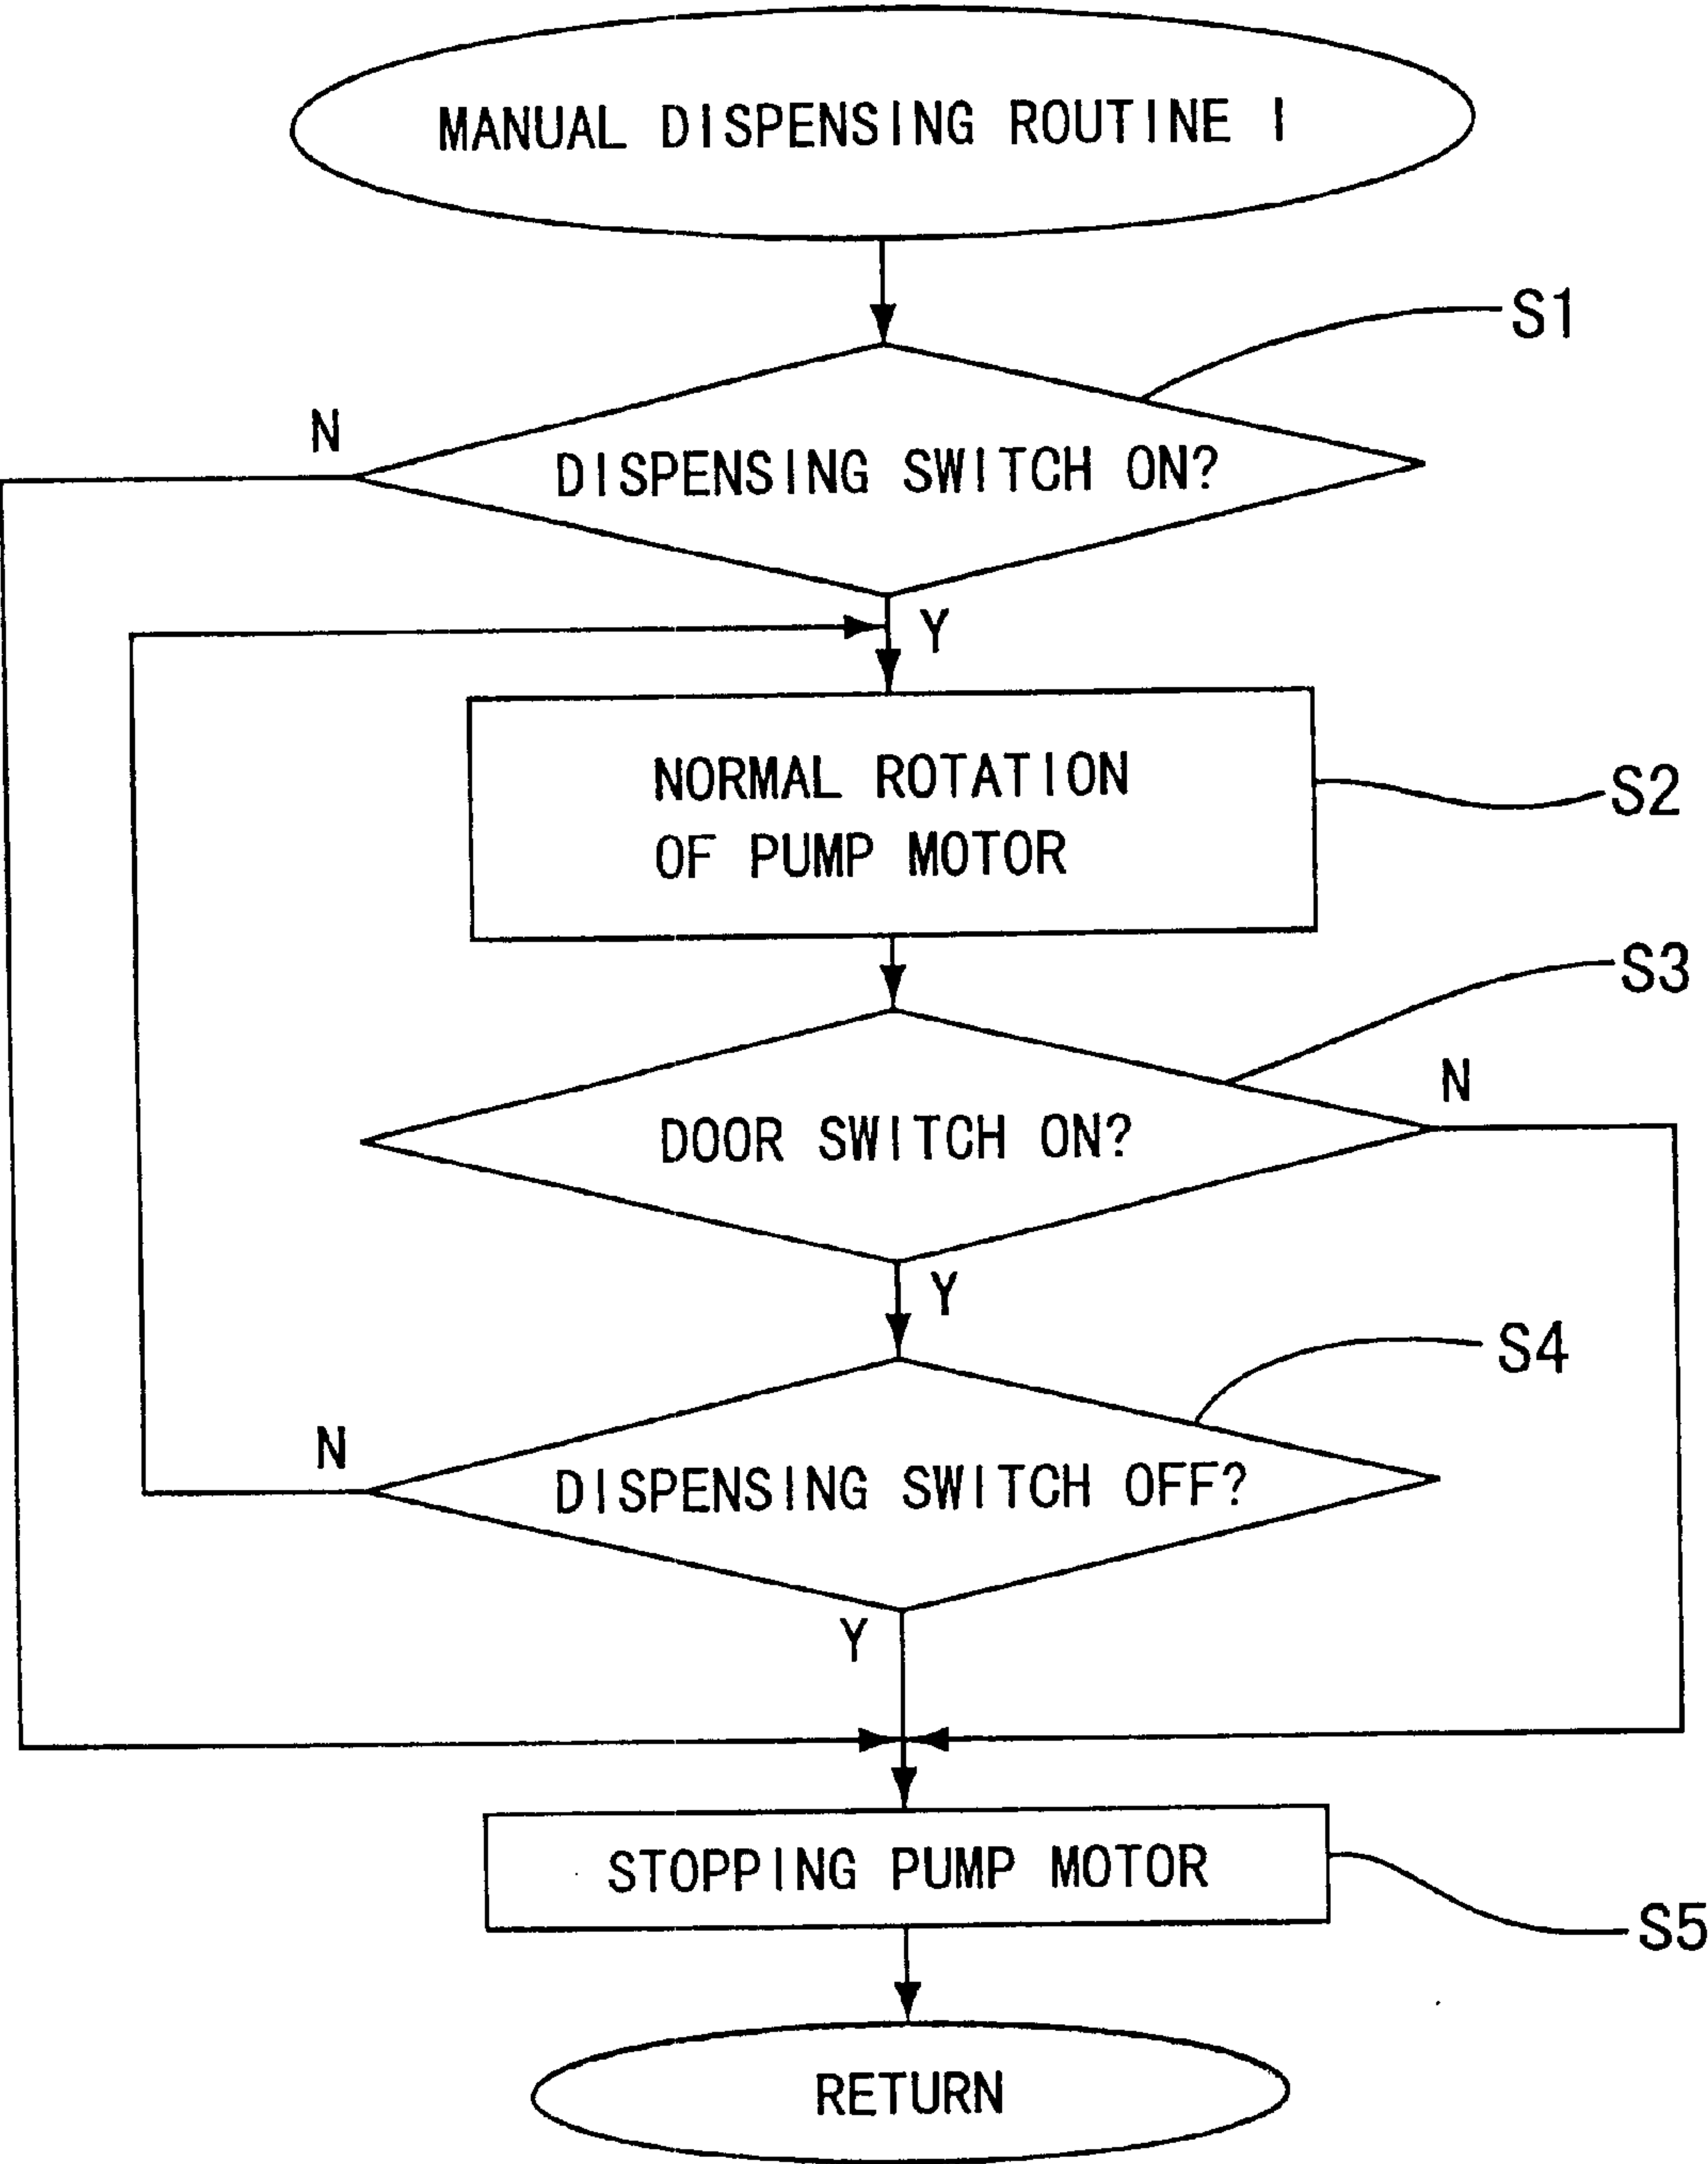 MANUAL DISPENSING ROUTINE I
S1
N
DISPENSING SWITCH ON?
Y
NORMAL ROTATION
OF PUMP MOTOR
S2
S3
N
DOOR SWITCH ON?
Y
S4
N
DISPENSING SWITCH OFF?
Y
STOPPING PUMP MOTOR
S5
RETURN